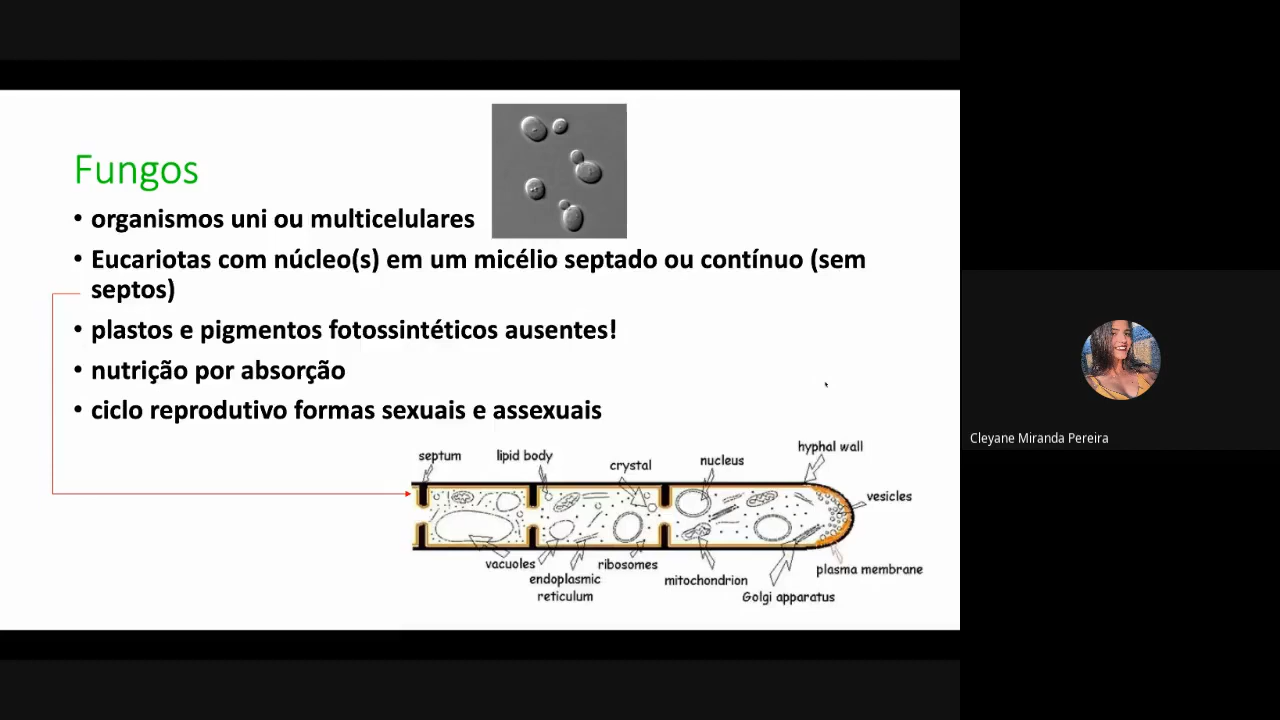 Fungos
• organismos uni ou multicelulares
• Eucariotas com núcleo(s) em um micélio septado ou contínuo (sem
septos)
• plastos e pigmentos fotossintéticos ausentes!
• nutrição por absorção
• ciclo reprodutivo formas sexuais e assexuais
septum
lipid body
crystal
nucleus
hyphal wall
vesicles
vacuoles
endoplasmic
reticulum
ribosomes
mitochondrion
Golgi apparatus
plasma membrane
Cleyane Miranda Pereira